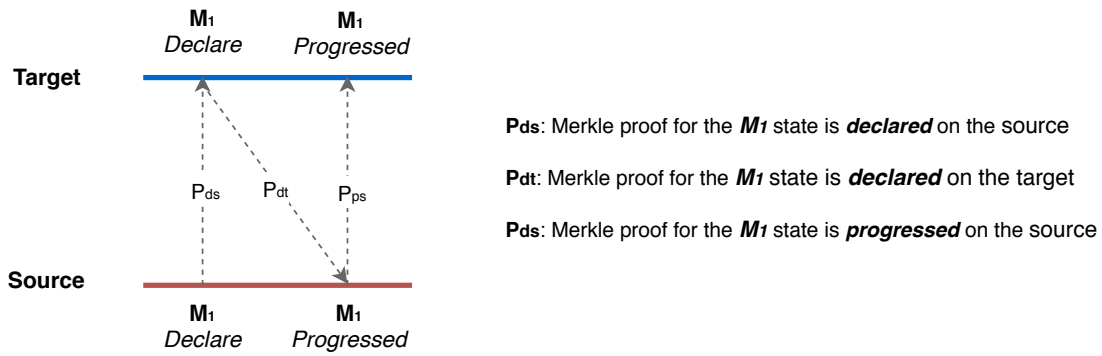 M1
Declare
M1
Progressed
Target
Pds
Pdt
Pps
Source
M1
Declare
M1
Progressed
Pds: Merkle proof for the M1 state is declared on the source
Pdt: Merkle proof for the M1 state is declared on the target
Pds: Merkle proof for the M1 state is progressed on the source